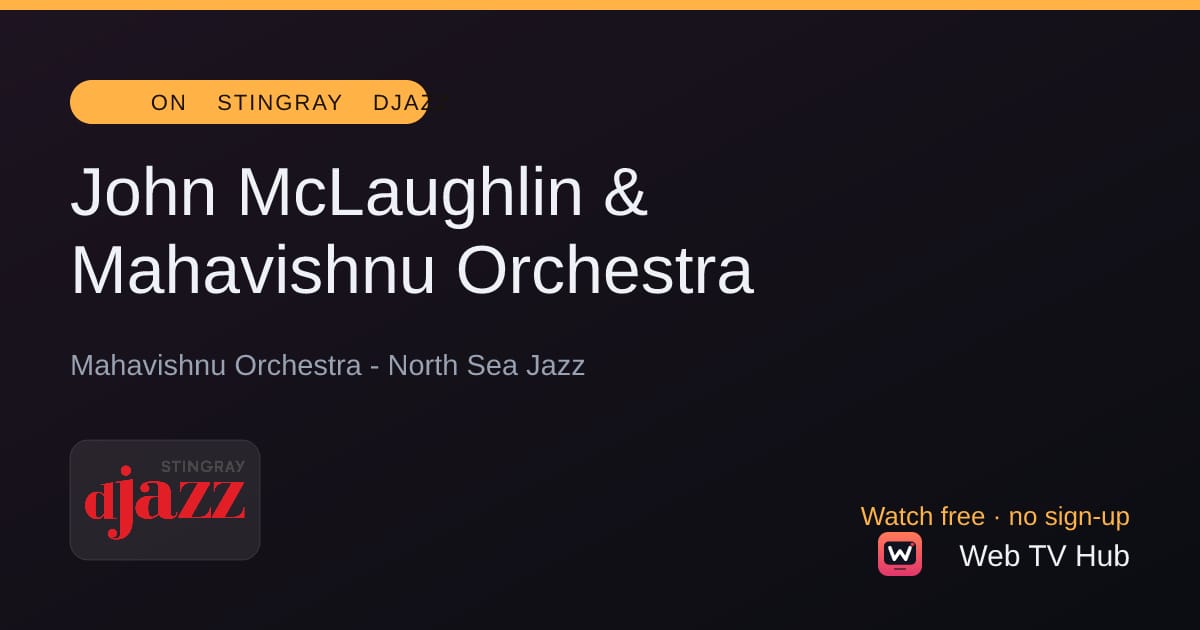 ON STINGRAY DJAZ
John McLaughlin &
Mahavishnu Orchestra
Mahavishnu Orchestra - North Sea Jazz
STINGRAY
djazz
Watch free · no sign-up
W
Web TV Hub